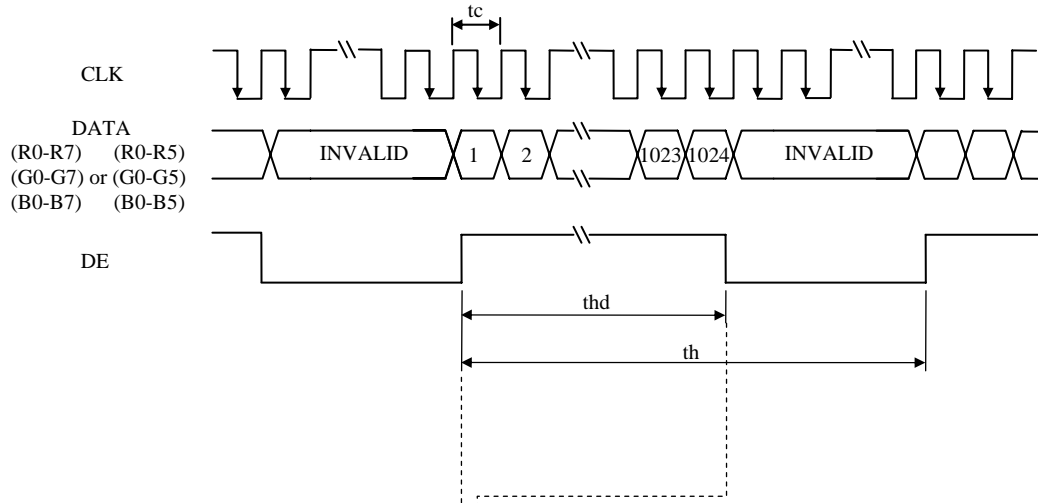 tc
CLK
DATA
(R0-R7) (R0-R5)
(G0-G7) or (G0-G5)
(B0-B7) (B0-B5)
INVALID 1 2 1023 1024 INVALID
DE
thd
th